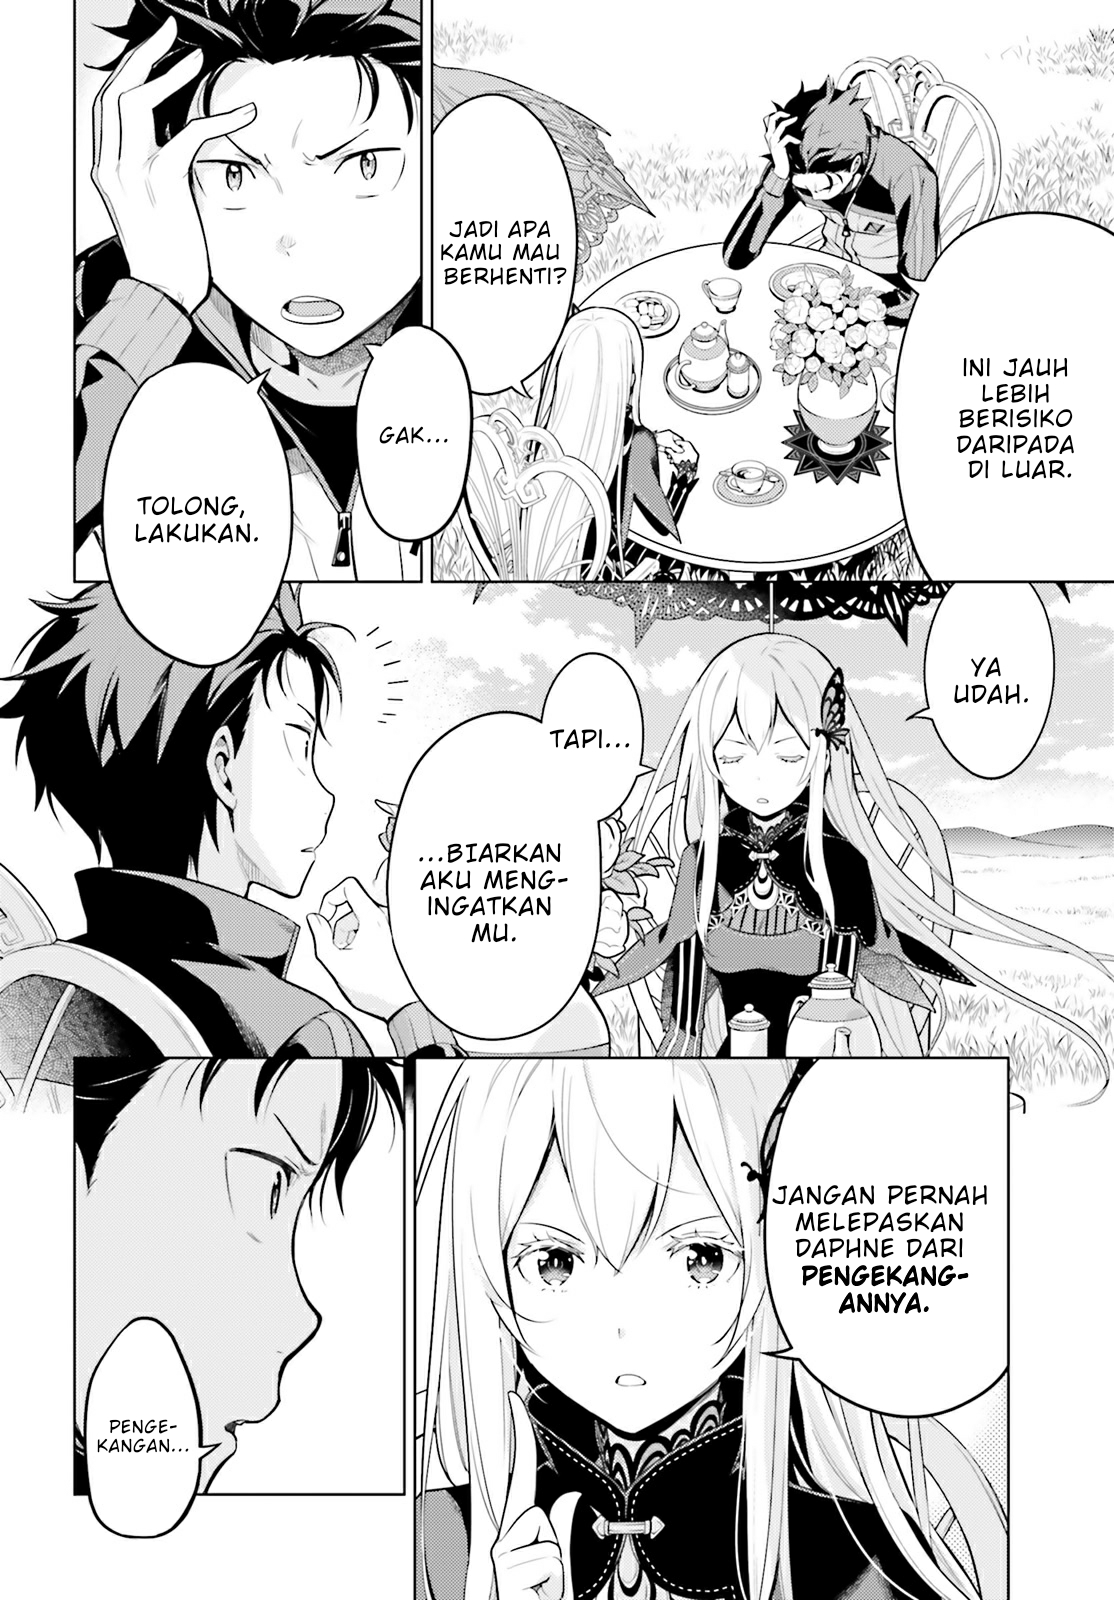 INI JAUH
LEBIH
BERISIKO
DARIPADA
DI LUAR.
JADI APA
KAMU MAU
BERHENTI?
GAK...
TOLONG,
LAKUKAN.
YA
UDAH.
TAPI...
...BIARKAN
AKU MENG-
INGATKAN
MU.
JANGAN PERNAH
MELEPASKAN
DAPHNE DARI
PENGEKANG-
ANNYA.
PENGE-
KANGAN...